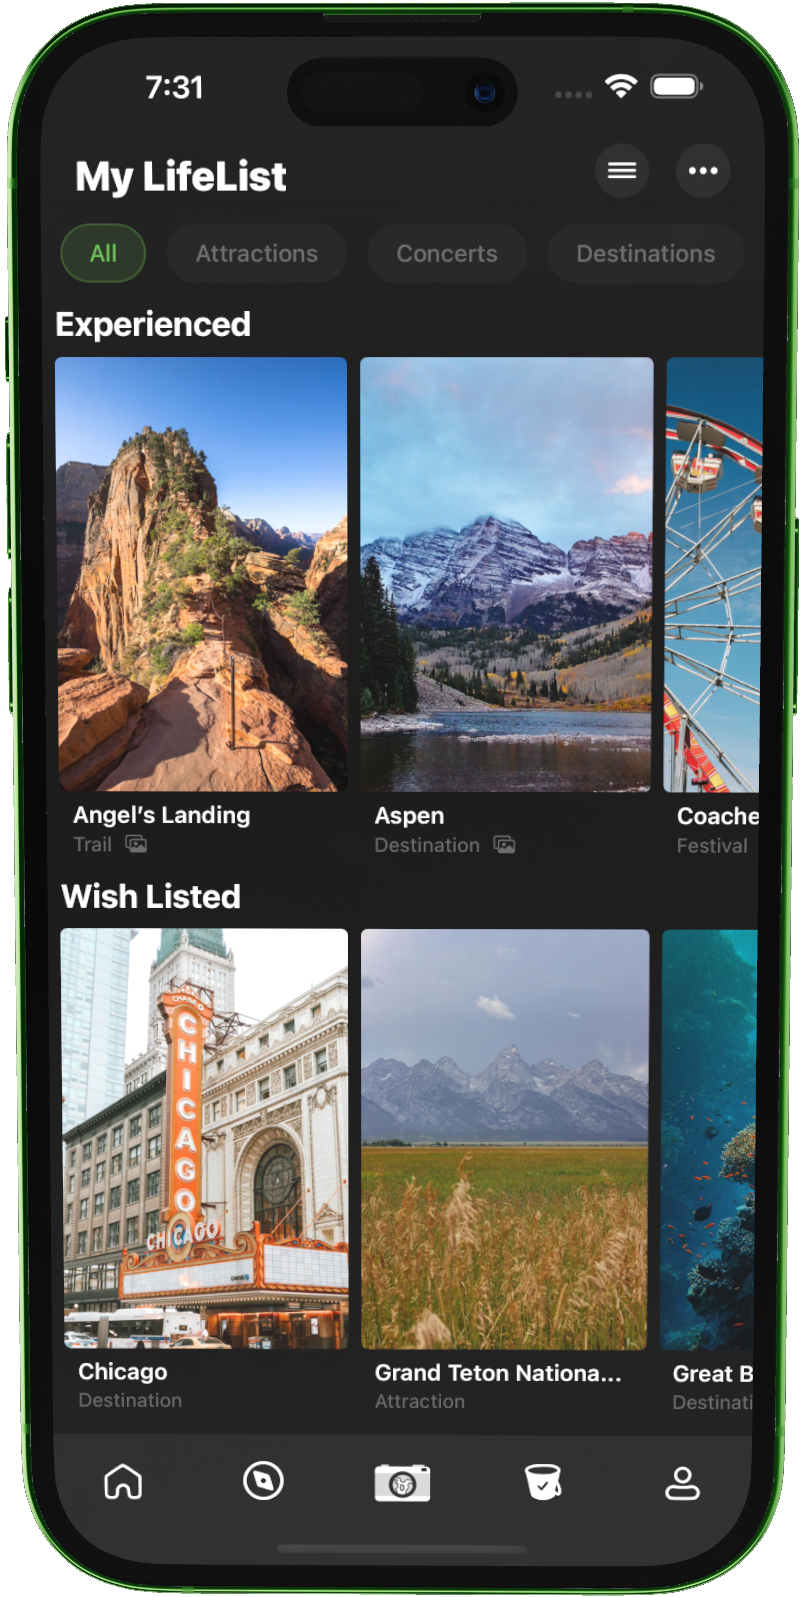 7:31
My LifeList
All Attractions Concerts Destinations
Experienced
Angel's Landing Aspen Coache
Trail Destination Festival
Wish Listed
CHICAGO
CHICAGO
Chicago Grand Teton Nationa... Great B
Destination Attraction Destinati